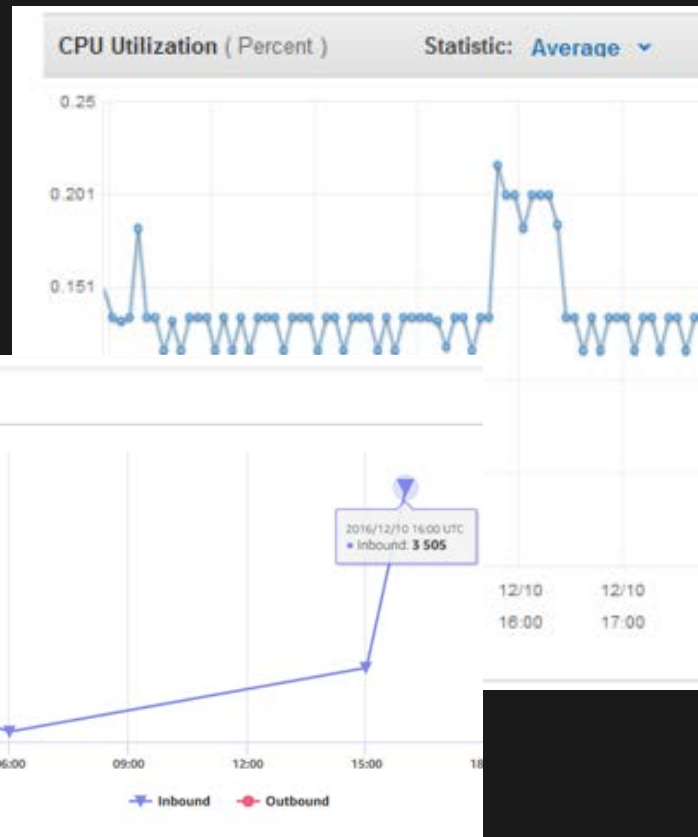 CPU Utilization ( Percent )
Statistic: Average
0.25
0.201
0.151
2016/12/10 16:00 UTC
• Inbound: 3 505
12/10 12/10
16:00 17:00
06:00 09:00 12:00 15:00 18
Inbound Outbound